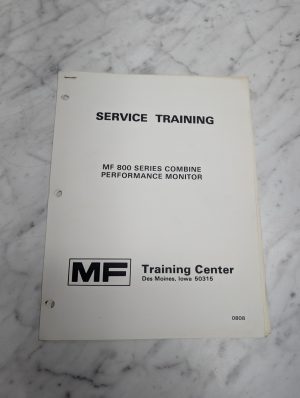 SERVICE TRAINING
MF 800 SERIES COMBINE
PERFORMANCE MONITOR
MF
Training Center
Des Moines, Iowa 50315
0806